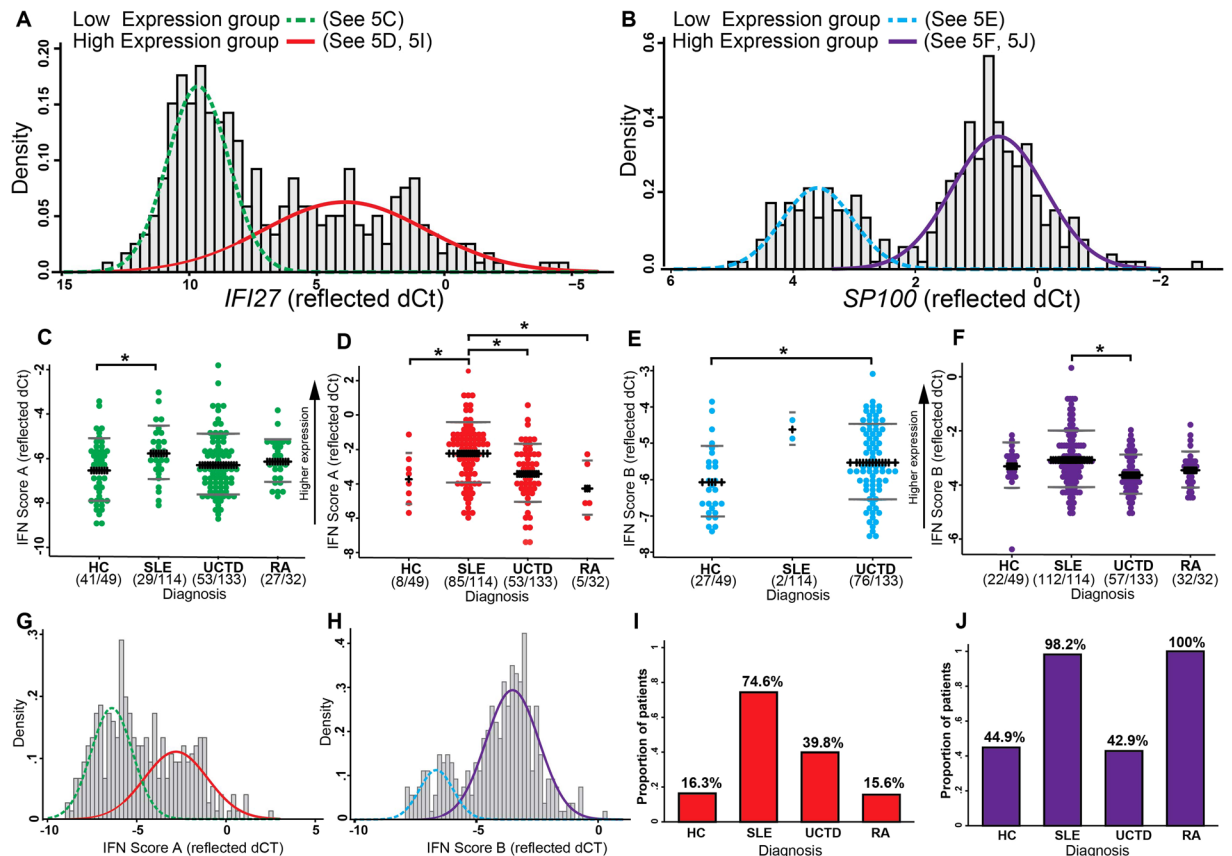 A Low Expression group (See 5C)
High Expression group (See 5D, 5I)
Density
0.20
0.15
0.10
0.05
0.0
15 10 5 0 -5
IFI27 (reflected dCt)
B Low Expression group (See 5E)
High Expression group (See 5F, 5J)
Density
0.6
0.4
0.2
0.0
6 4 2 0 -2
SP100 (reflected dCt)
C
*
IFN Score A (reflected dCt)
-2
-4
-6
-8
-10
Higher expression
HC SLE UCTD RA
(41/49) (29/114) (53/133) (27/32)
Diagnosis
D
* * *
IFN Score A (reflected dCt)
2
0
-2
-4
-6
-8
HC SLE UCTD RA
(8/49) (85/114) (53/133) (5/32)
Diagnosis
E
*
IFN Score B (reflected dCt)
-3
-4
-5
-6
-7
-8
Higher expression
HC SLE UCTD
(27/49) (2/114) (76/133)
Diagnosis
F
*
IFN Score B (reflected dCt)
0
-2
-4
-6
HC SLE UCTD RA
(22/49) (112/114) (57/133) (32/32)
Diagnosis
G
Density
.3
.2
.1
0
-10 -5 0 5
IFN Score A (reflected dCT)
H
Density
.4
.3
.2
.1
0
-10 -5 0
IFN Score B (reflected dCT)
I
Proportion of patients
1
.8
.6
.4
.2
0
16.3% 74.6% 39.8% 15.6%
HC SLE UCTD RA
Diagnosis
J
Proportion of patients
1
.8
.6
.4
.2
0
44.9% 98.2% 42.9% 100%
HC SLE UCTD RA
Diagnosis